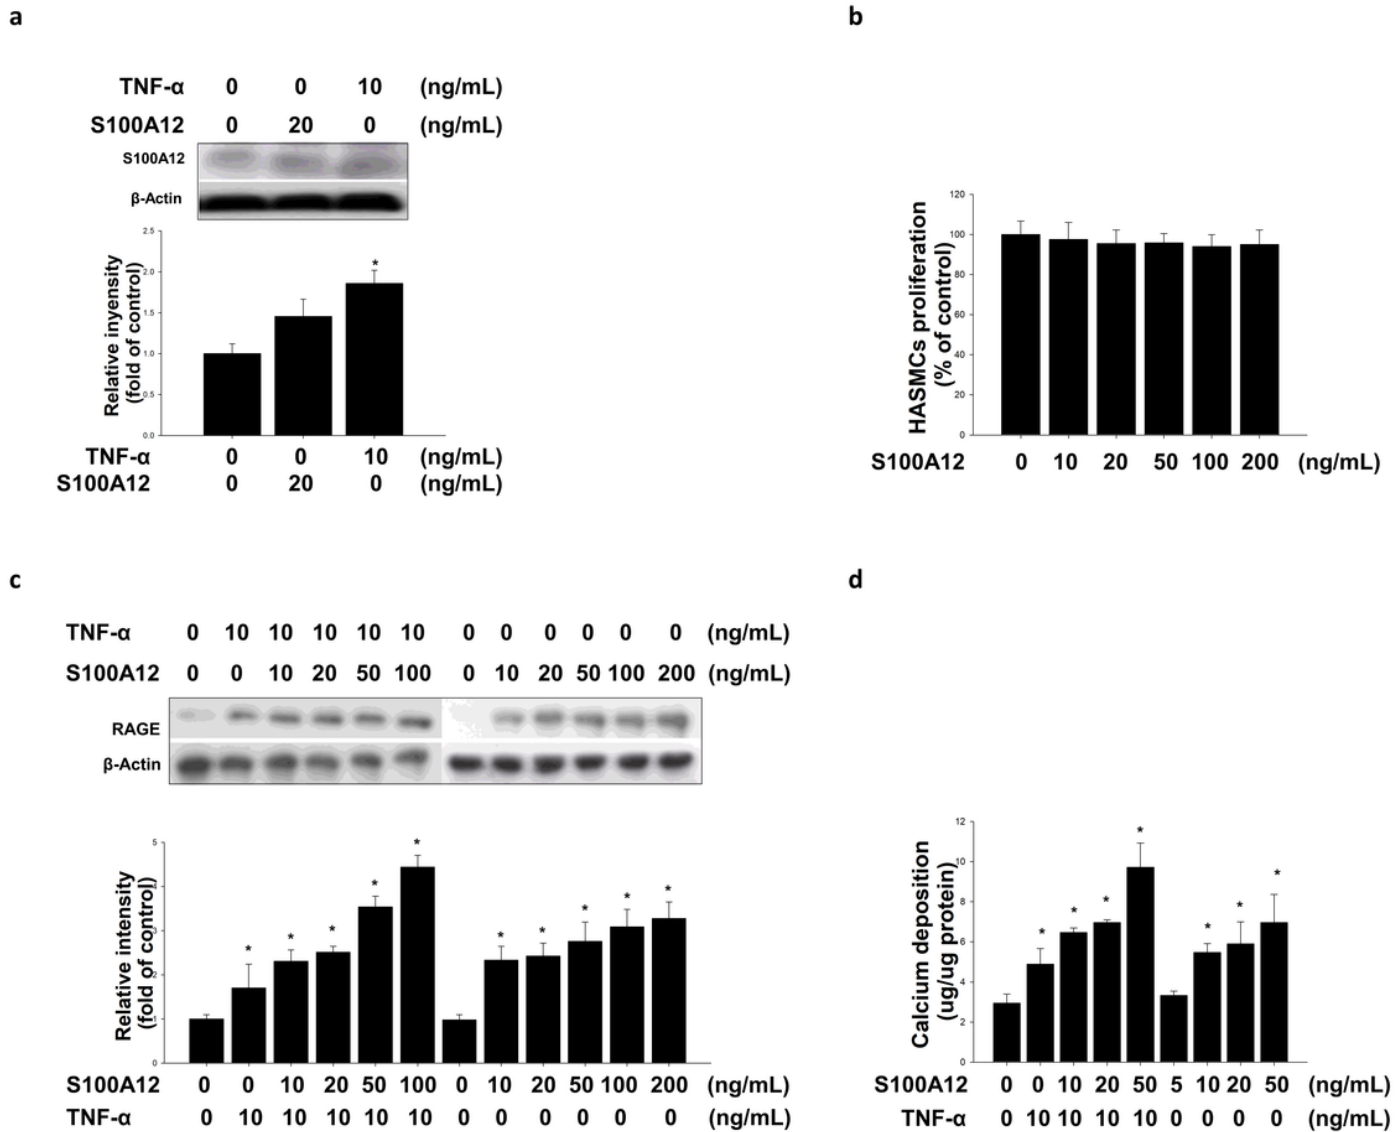 a
TNF-α 0 0 10 (ng/mL)
S100A12 0 20 0 (ng/mL)
S100A12
β-Actin
2.5
2.0
1.5
1.0
0.5
0.0
*
Relative inyensity
(fold of control)
TNF-α 0 0 10 (ng/mL)
S100A12 0 20 0 (ng/mL)
b
120
100
80
60
40
20
0
HASMCs proliferation
(% of control)
S100A12 0 10 20 50 100 200 (ng/mL)
c
TNF-α 0 10 10 10 10 10 0 0 0 0 0 0 (ng/mL)
S100A12 0 0 10 20 50 100 0 10 20 50 100 200 (ng/mL)
RAGE
β-Actin
5
4
3
2
1
0
* * * * * * * * * *
Relative intensity
(fold of control)
S100A12 0 0 10 20 50 100 0 10 20 50 100 200 (ng/mL)
TNF-α 0 10 10 10 10 10 0 0 0 0 0 0 (ng/mL)
d
12
10
8
6
4
2
0
* * * * * * *
Calcium deposition
(ug/ug protein)
S100A12 0 0 10 20 50 5 10 20 50 (ng/mL)
TNF-α 0 10 10 10 10 0 0 0 0 (ng/mL)